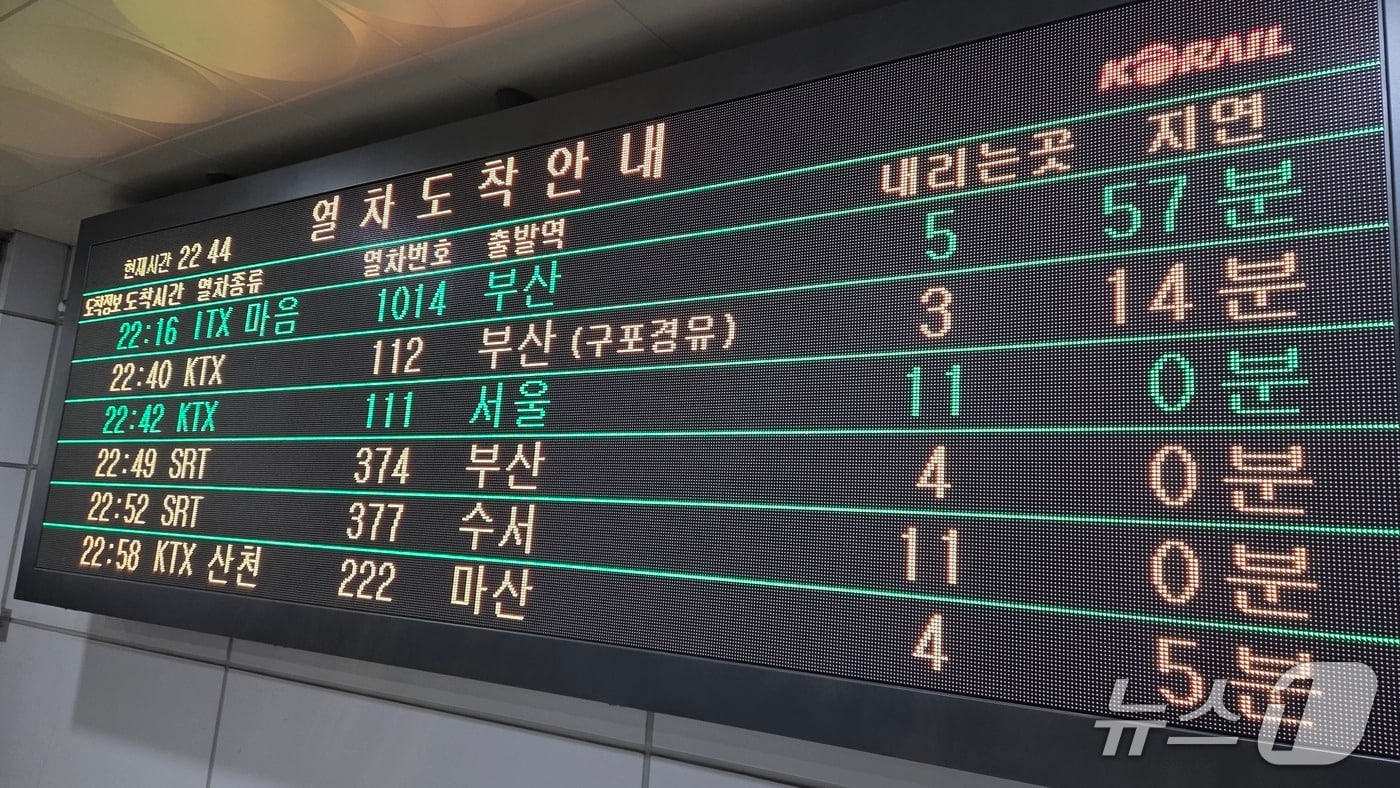 KORAIL
열차도착안내
현재시간 22 44
도착정보 도착시간 열차종류 열차번호 출발역 내리는곳 지연
22:16 ITX 마음 1014 부산 5 57분
22:40 KTX 112 부산(구포경유) 3 14분
22:42 KTX 111 서울 11 0분
22:49 SRT 374 부산 4 0분
22:52 SRT 377 수서 11 0분
22:58 KTX 산천 222 마산 4 5분
뉴스1